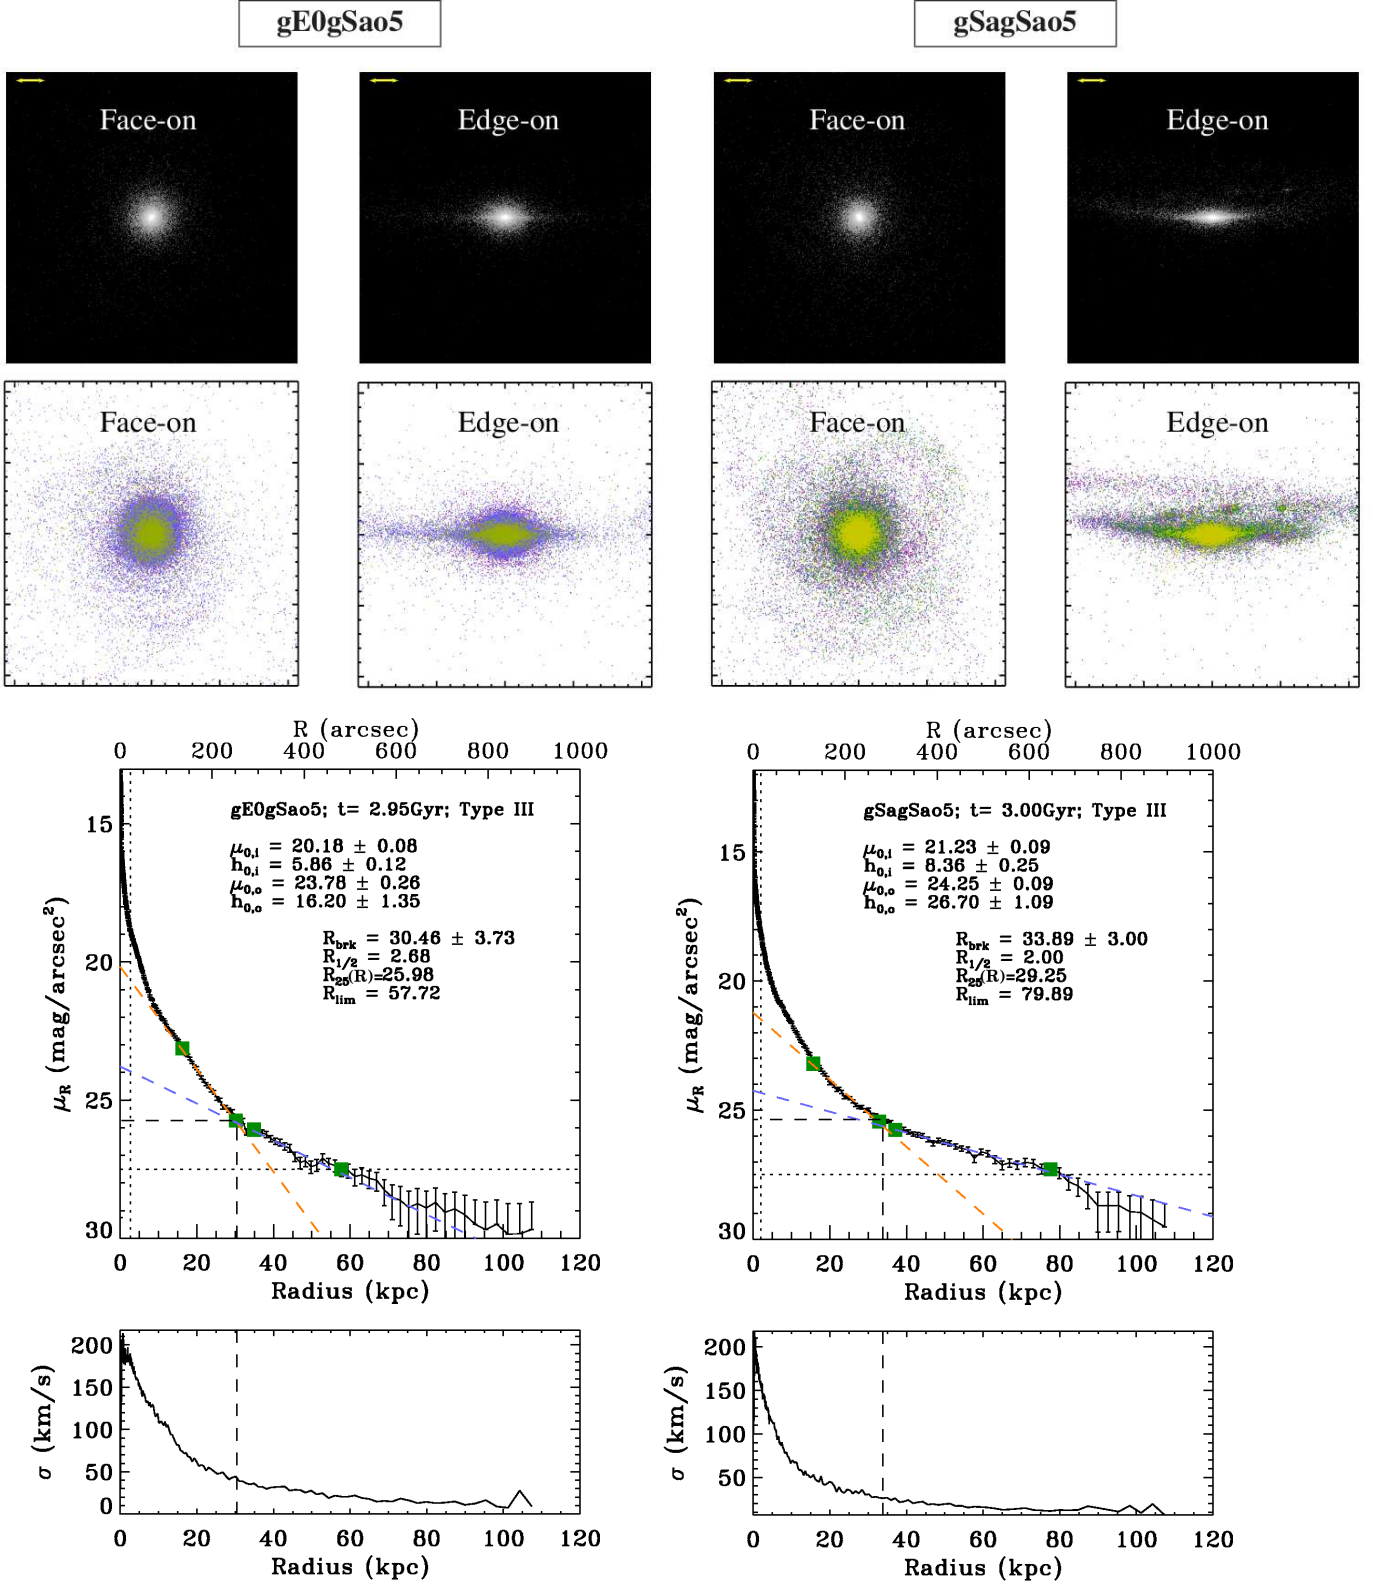 gE0gSao5
gSagSao5
Face-on
Edge-on
Face-on
Edge-on
Face-on
Edge-on
Face-on
Edge-on
R (arcsec)
0 200 400 600 800 1000
gE0gSao5; t= 2.95Gyr; Type III
μ0,i = 20.18 ± 0.08
h0,i = 5.86 ± 0.12
μ0,o = 23.78 ± 0.26
h0,o = 16.20 ± 1.35
Rbrk = 30.46 ± 3.73
R1/2 = 2.68
R25(R)=25.98
Rlim = 57.72
μR (mag/arcsec2)
15
20
25
30
0 20 40 60 80 100 120
Radius (kpc)
R (arcsec)
0 200 400 600 800 1000
gSagSao5; t= 3.00Gyr; Type III
μ0,i = 21.23 ± 0.09
h0,i = 8.36 ± 0.25
μ0,o = 24.25 ± 0.09
h0,o = 26.70 ± 1.09
Rbrk = 33.89 ± 3.00
R1/2 = 2.00
R25(R)=29.25
Rlim = 79.89
μR (mag/arcsec2)
15
20
25
30
0 20 40 60 80 100 120
Radius (kpc)
σ (km/s)
200
150
100
50
0
0 20 40 60 80 100 120
Radius (kpc)
σ (km/s)
200
150
100
50
0 20 40 60 80 100 120
Radius (kpc)